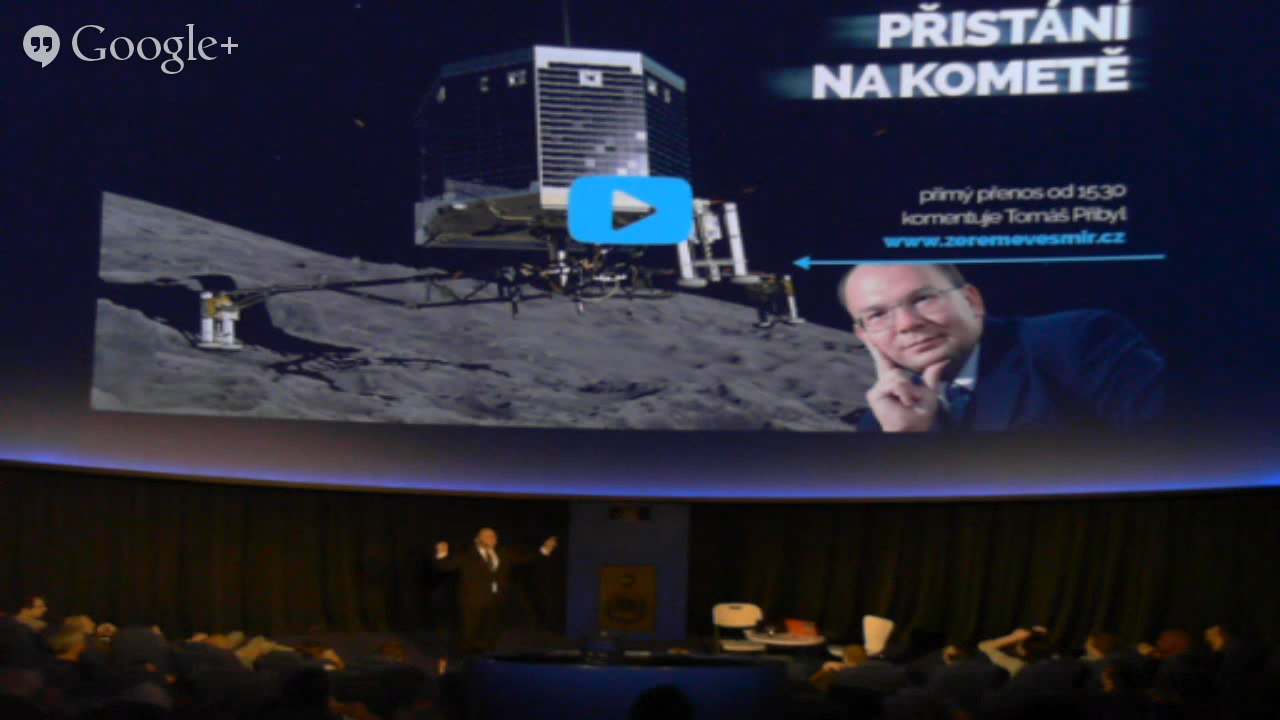 Google+
PŘISTÁNÍ
NA KOMETĚ
přímý přenos od 15:30
komentuje Tomáš Přibyl
www.zeremevesmir.cz